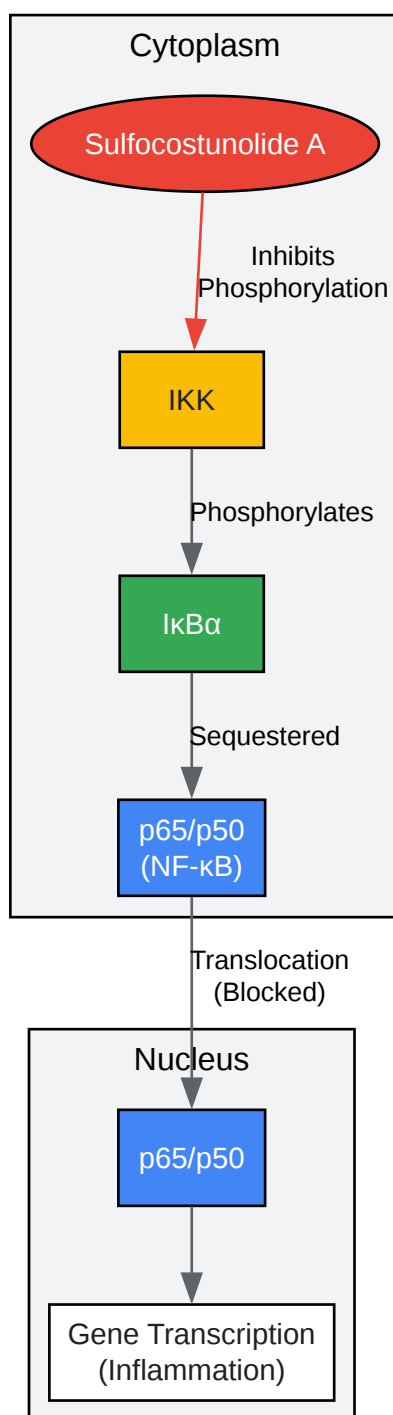 Cytoplasm
Sulfocostunolide A
Inhibits
Phosphorylation
IKK
Phosphorylates
IκBα
Sequestered
p65/p50
(NF-κB)
Translocation
(Blocked)
Nucleus
p65/p50
Gene Transcription
(Inflammation)